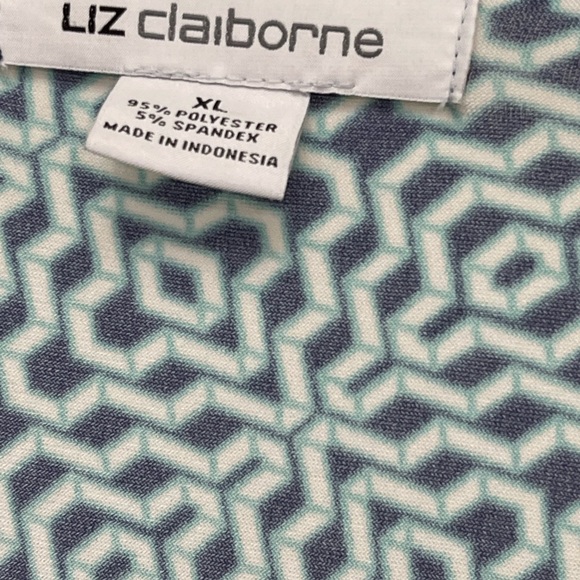 LIZ claiborne
XL
95% POLYESTER
5% SPANDEX
MADE IN INDONESIA